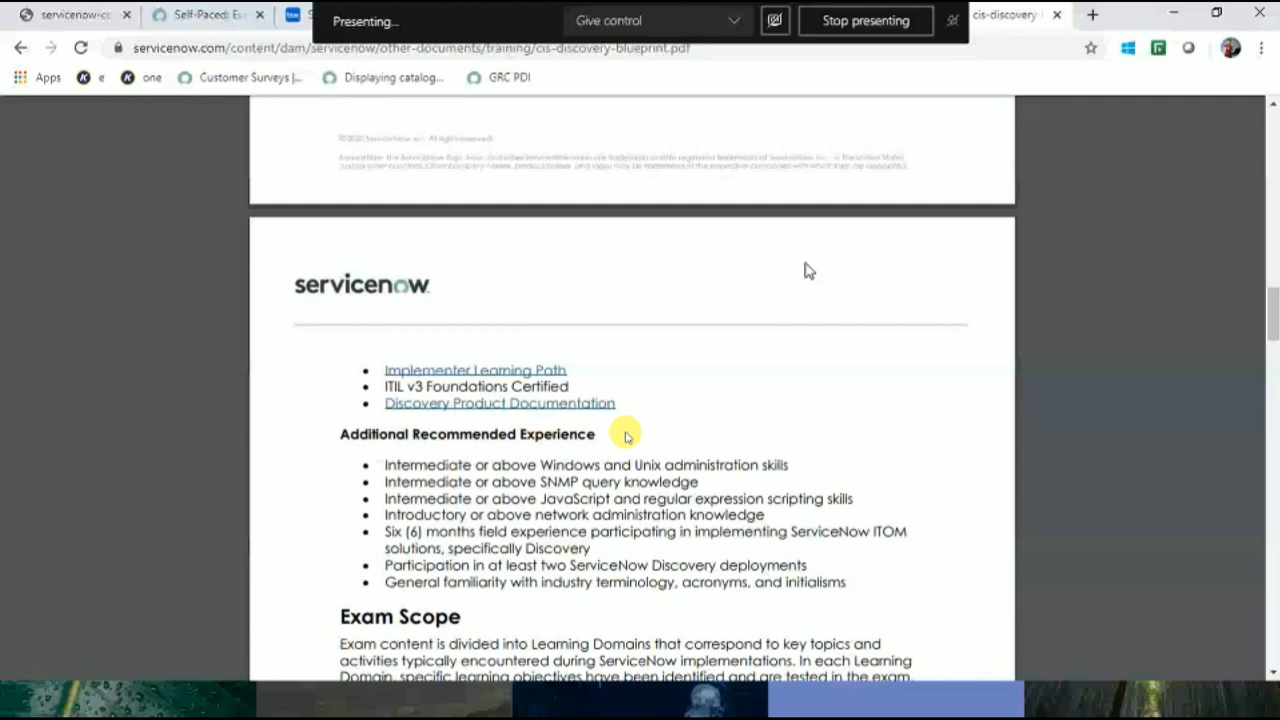 servicenow-cc
Self-Paced: Es
Presenting...
Give control
Stop presenting
cis-discovery-
servicenow.com/content/dam/servicenow/other-documents/training/cis-discovery-blueprint.pdf
Apps
e
one
Customer Surveys |...
Displaying catalog...
GRC PDI
servicenow
Implementer Learning Path
ITIL v3 Foundations Certified
Discovery Product Documentation
Additional Recommended Experience
Intermediate or above Windows and Unix administration skills
Intermediate or above SNMP query knowledge
Intermediate or above JavaScript and regular expression scripting skills
Introductory or above network administration knowledge
Six (6) months field experience participating in implementing ServiceNow ITOM
solutions, specifically Discovery
Participation in at least two ServiceNow Discovery deployments
General familiarity with industry terminology, acronyms, and initialisms
Exam Scope
Exam content is divided into Learning Domains that correspond to key topics and
activities typically encountered during ServiceNow implementations. In each Learning
Domain, specific learning objectives have been identified and are tested in the exam.